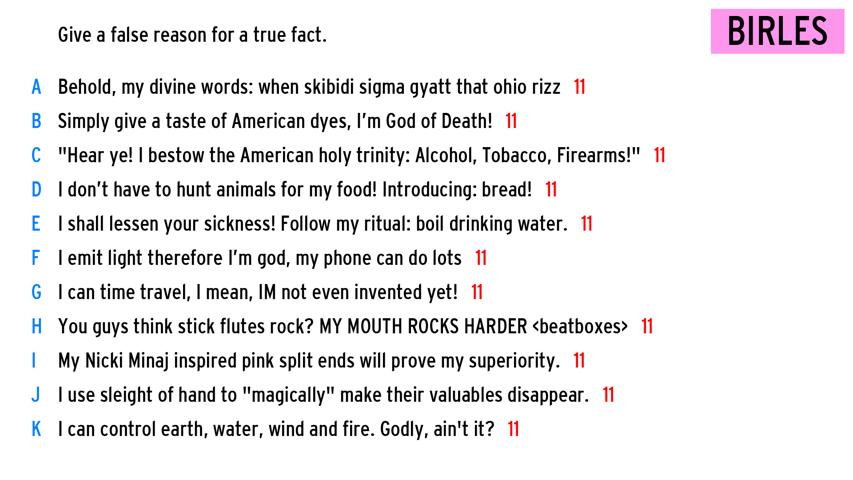 BIRLES
Give a false reason for a true fact.
A Behold, my divine words: when skibidi sigma gyatt that ohio rizz 11
B Simply give a taste of American dyes, I'm God of Death! 11
C "Hear ye! I bestow the American holy trinity: Alcohol, Tobacco, Firearms!" 11
D I don't have to hunt animals for my food! Introducing: bread! 11
E I shall lessen your sickness! Follow my ritual: boil drinking water. 11
F I emit light therefore I'm god, my phone can do lots 11
G I can time travel, I mean, IM not even invented yet! 11
H You guys think stick flutes rock? MY MOUTH ROCKS HARDER <beatboxes> 11
I My Nicki Minaj inspired pink split ends will prove my superiority. 11
J I use sleight of hand to "magically" make their valuables disappear. 11
K I can control earth, water, wind and fire. Godly, ain't it? 11